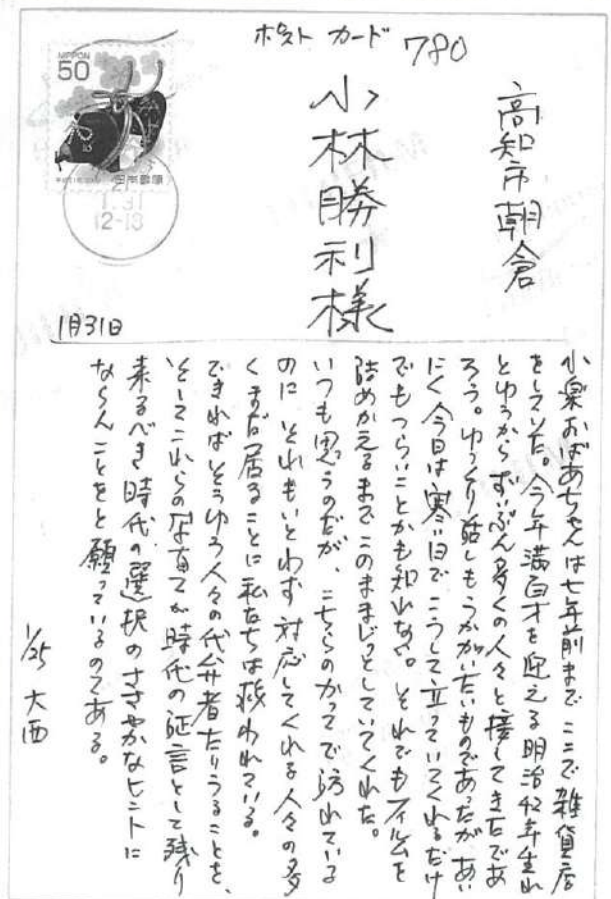 ポスト カード
780
NIPPON
50
日本郵便
21
1.31
12-18
高知市朝倉
小林勝利様
1月31日
小栗おばあちゃんは七年前までここで雑貨店
をしていた。今年満百才を迎える明治42年生れ
とゆうからずいぶん多くの人々と接してきたであ
ろう。ゆっくり話しもうかがいたいものであったが あい
にく今日は寒い日で こうして立っていてくれるだけ
でもつらいことかも知れない。それでもフィルムを
詰めかえるまで このままじっとしていてくれた。
いつも思うのだが、こちらのかってで訪れている
のに それもいとわず 対応してくれる人々の多
くまだ居ることに私たちは救われている。
できればそうゆう人々の代弁者たりうることを、
そしてこれらの写真が時代の証言として残り
来るべき時代の選択のささやかなヒントに
ならんことをと願っているのである。
1/25 大西